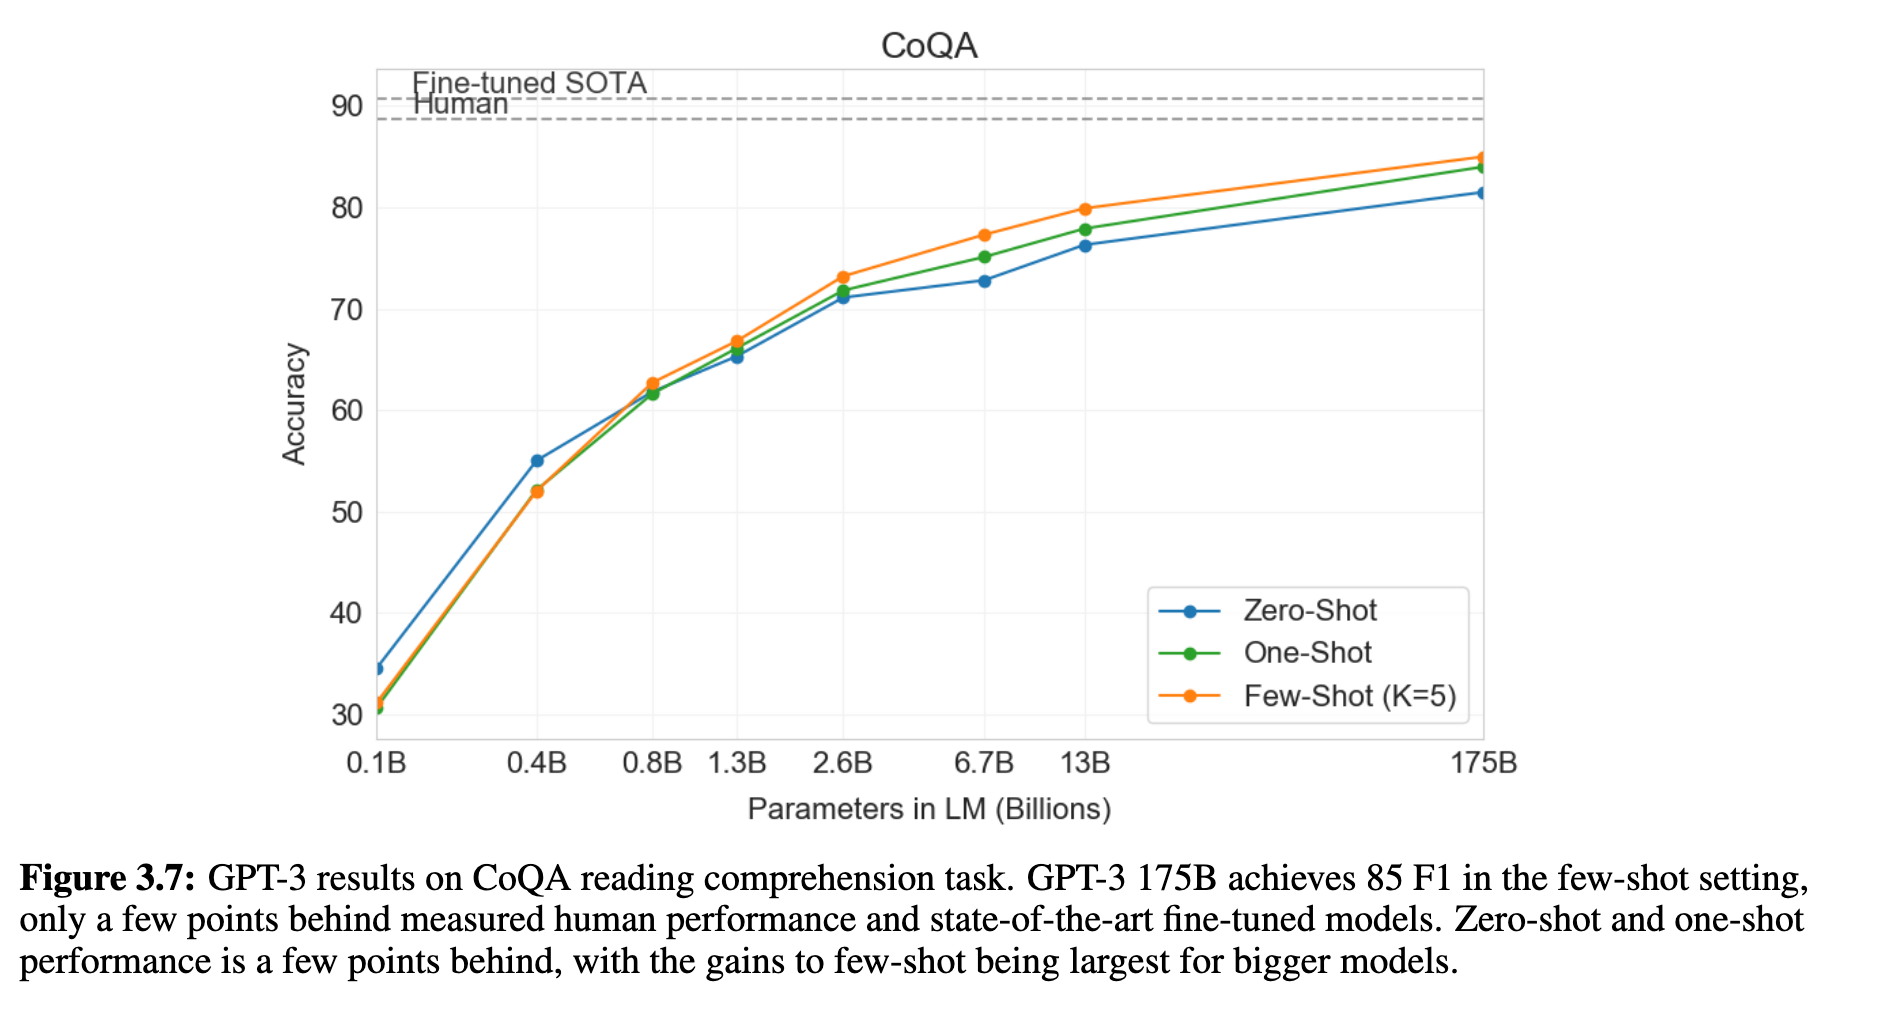 CoQA
Fine-tuned SOTA
Human
90
80
70
60
50
40
30
Accuracy
Zero-Shot
One-Shot
Few-Shot (K=5)
0.1B 0.4B 0.8B 1.3B 2.6B 6.7B 13B 175B
Parameters in LM (Billions)
Figure 3.7: GPT-3 results on CoQA reading comprehension task. GPT-3 175B achieves 85 F1 in the few-shot setting,
only a few points behind measured human performance and state-of-the-art fine-tuned models. Zero-shot and one-shot
performance is a few points behind, with the gains to few-shot being largest for bigger models.